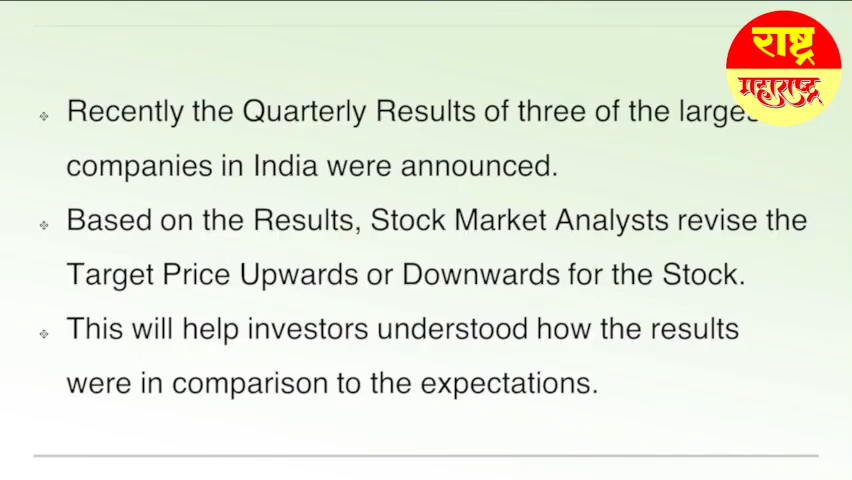 राष्ट्र
महाराष्ट्र
Recently the Quarterly Results of three of the
companies in India were announced.
Based on the Results, Stock Market Analysts revise the
Target Price Upwards or Downwards for the Stock.
This will help investors understood how the results
were in comparison to the expectations.